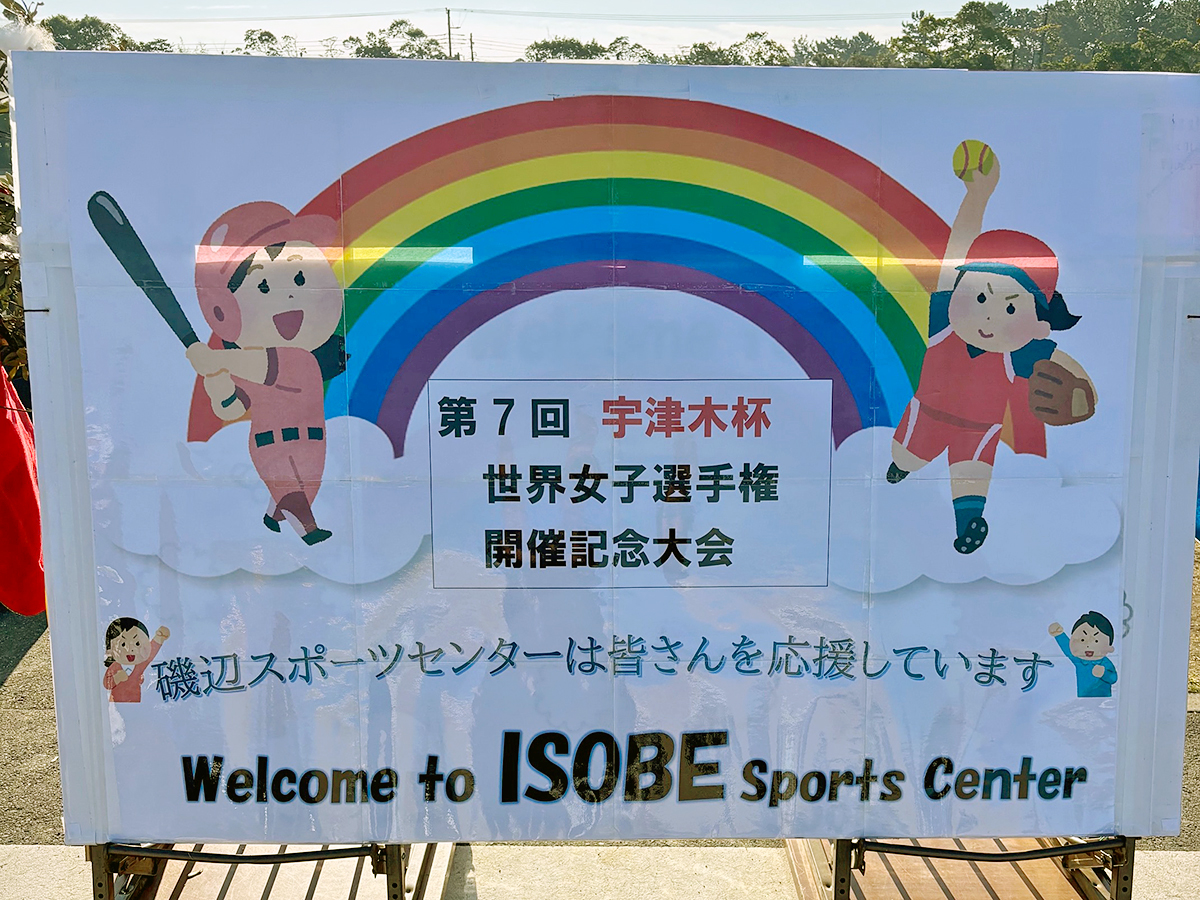 第7回 宇津木杯
世界女子選手権
開催記念大会
磯辺スポーツセンターは皆さんを応援しています
Welcome to ISOBE Sports Center